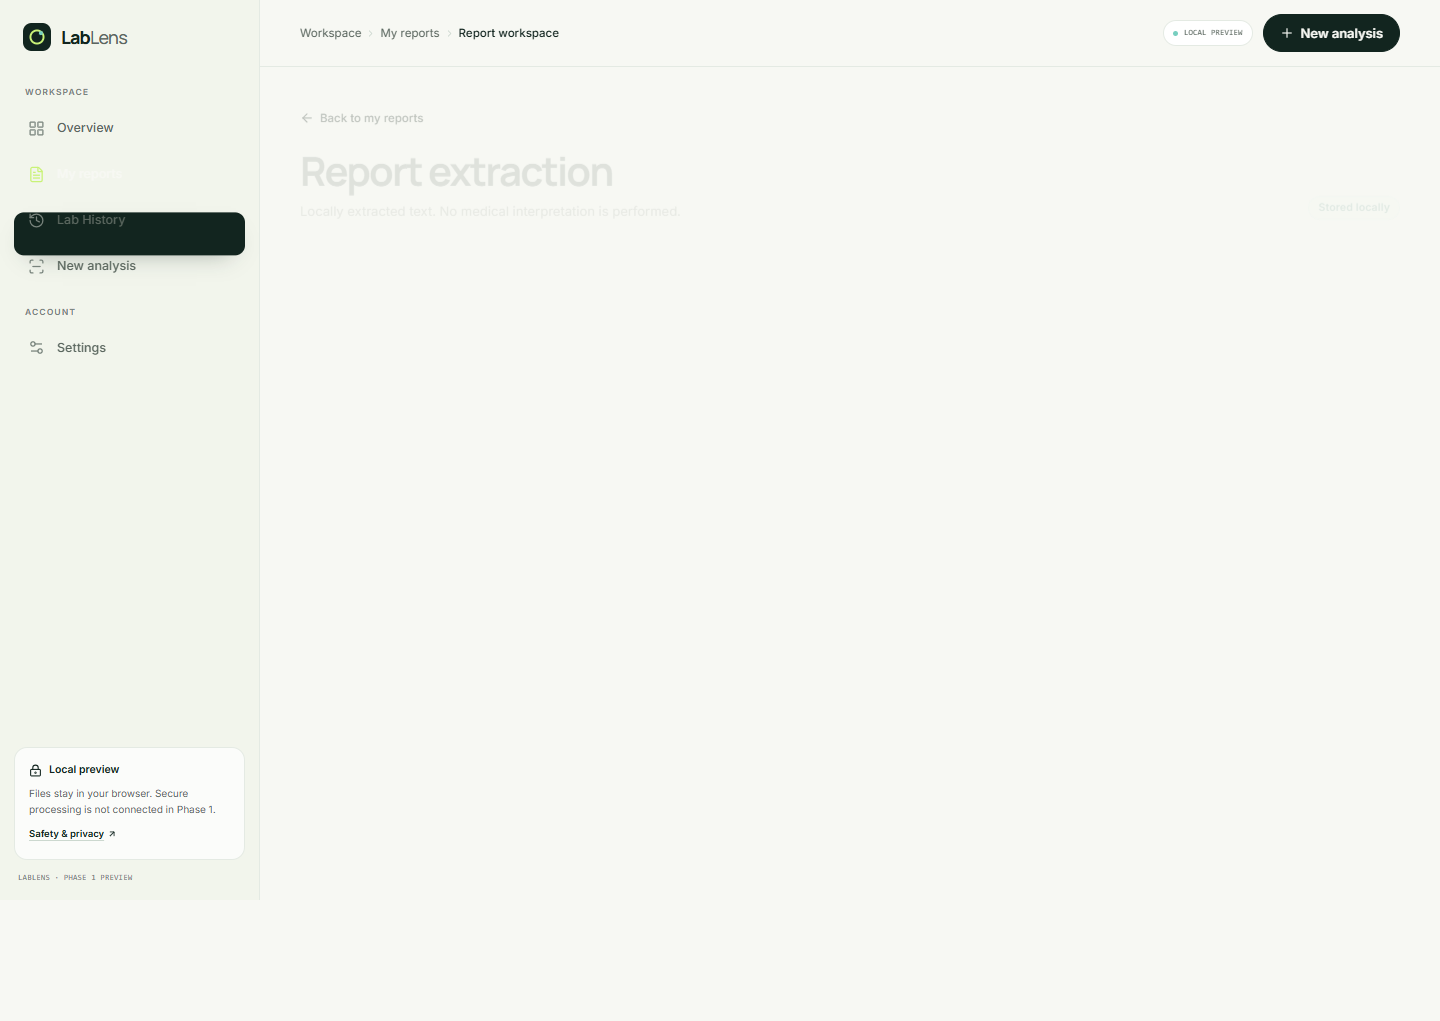 LabLens
WORKSPACE
Overview
My reports
Lab History
New analysis
ACCOUNT
Settings
Local preview
Files stay in your browser. Secure
processing is not connected in Phase 1.
Safety & privacy
LABLENS · PHASE 1 PREVIEW
Workspace › My reports › Report workspace
LOCAL PREVIEW
New analysis
Back to my reports
Report extraction
Locally extracted text. No medical interpretation is performed.
Stored locally